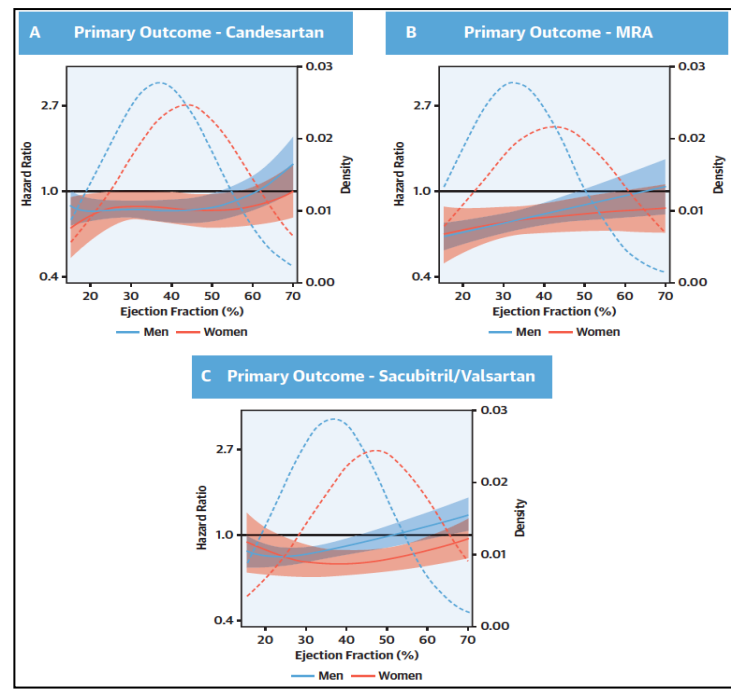 A Primary Outcome - Candesartan
2.7
1.0
0.4
Hazard Ratio
0.03
0.02
0.01
0.00
Density
20 30 40 50 60 70
Ejection Fraction (%)
Men Women
B Primary Outcome - MRA
2.7
1.0
0.4
Hazard Ratio
0.03
0.02
0.01
0.00
Density
20 30 40 50 60 70
Ejection Fraction (%)
Men Women
C Primary Outcome - Sacubitril/Valsartan
2.7
1.0
0.4
Hazard Ratio
0.03
0.02
0.01
0.00
Density
20 30 40 50 60 70
Ejection Fraction (%)
Men Women